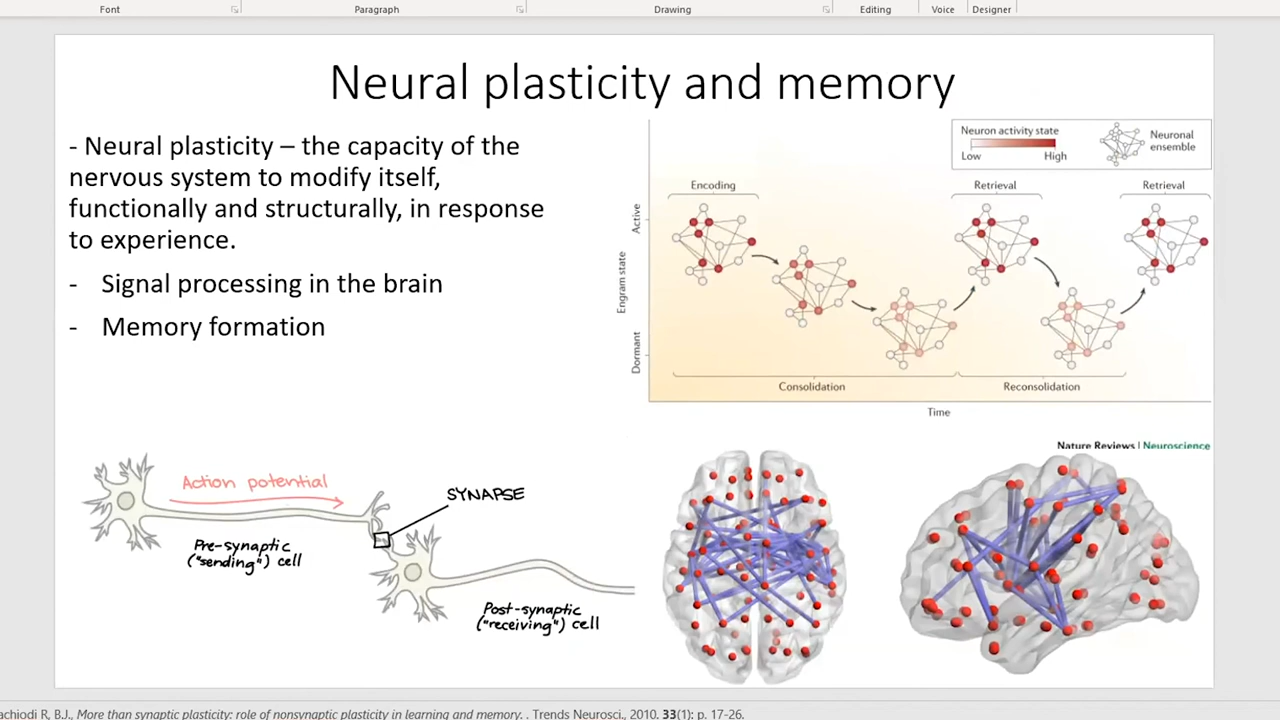 Font Paragraph Drawing Editing Voice Designer
Neural plasticity and memory
- Neural plasticity – the capacity of the
nervous system to modify itself,
functionally and structurally, in response
to experience.
- Signal processing in the brain
- Memory formation
Neuron activity state
Low High
Neuronal
ensemble
Encoding
Retrieval
Retrieval
Active
Engram state
Dormant
Consolidation
Reconsolidation
Time
Nature Reviews | Neuroscience
Action potential
SYNAPSE
Pre-synaptic
("sending") cell
Post-synaptic
("receiving") cell
achiodi R, B.J., More than synaptic plasticity: role of nonsynaptic plasticity in learning and memory. . Trends Neurosci., 2010. 33(1): p. 17-26.